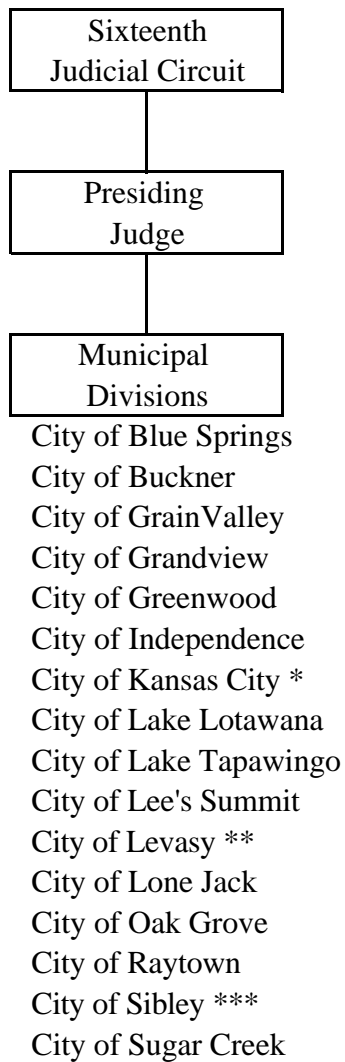 Sixteenth
Judicial Circuit
Presiding
Judge
Municipal
Divisions
City of Blue Springs
City of Buckner
City of GrainValley
City of Grandview
City of Greenwood
City of Independence
City of Kansas City *
City of Lake Lotawana
City of Lake Tapawingo
City of Lee's Summit
City of Levasy **
City of Lone Jack
City of Oak Grove
City of Raytown
City of Sibley ***
City of Sugar Creek